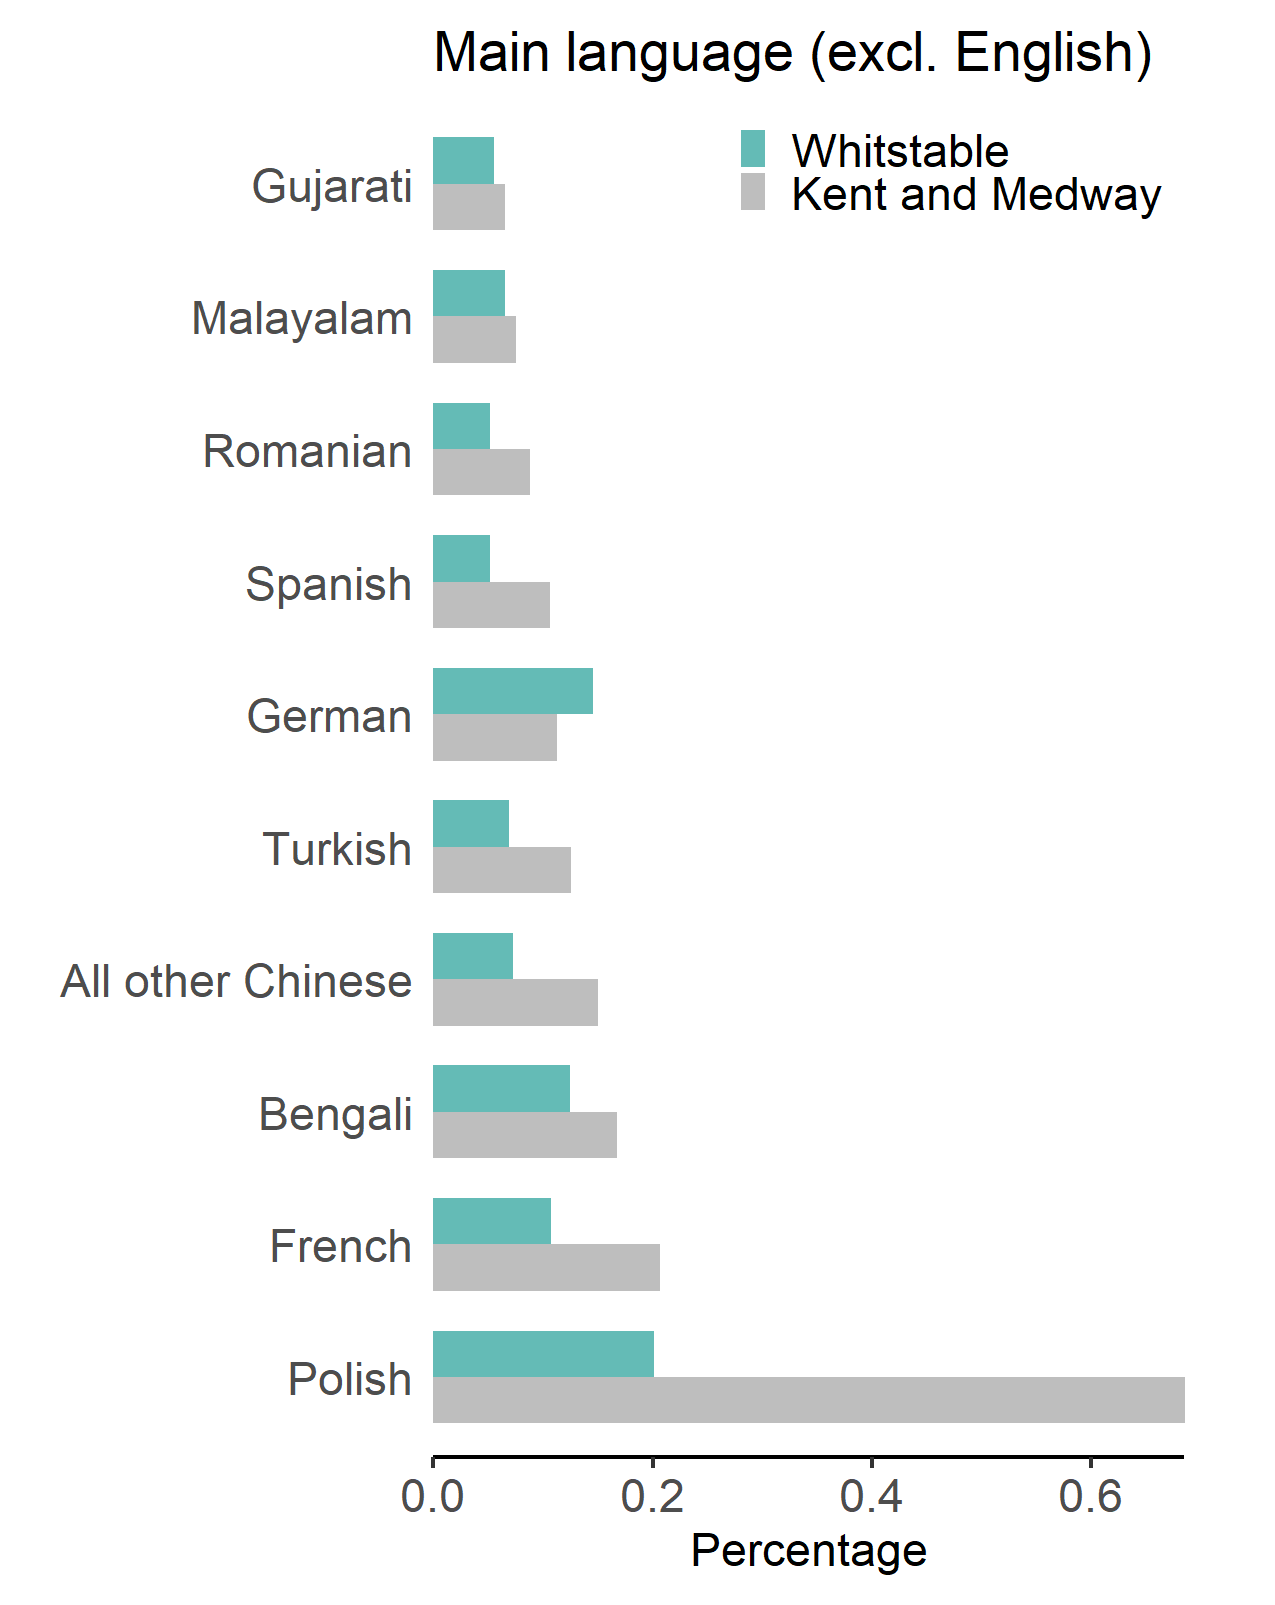 Main language (excl. English)
Whitstable
Kent and Medway
Gujarati
Malayalam
Romanian
Spanish
German
Turkish
All other Chinese
Bengali
French
Polish
0.0 0.2 0.4 0.6
Percentage